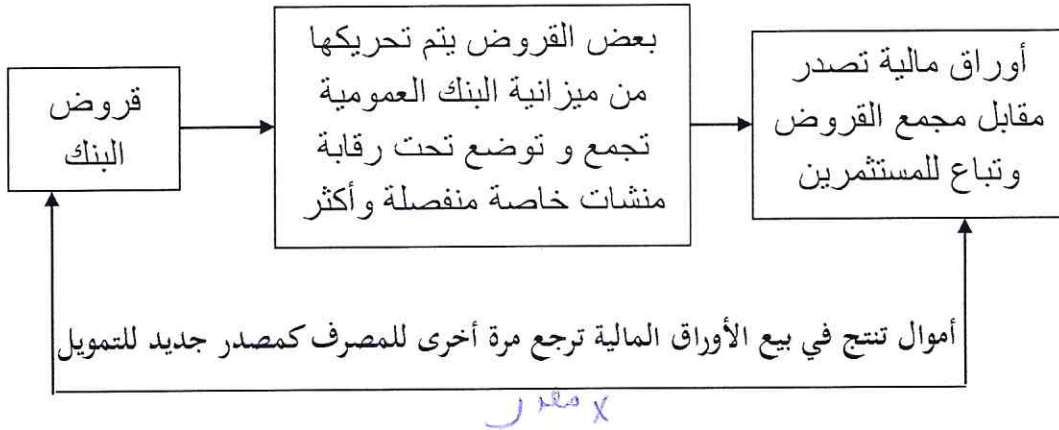 قروض
البنك
بعض القروض يتم تحريكها
من ميزانية البنك العمومية
تجمع و توضع تحت رقابة
منشات خاصة منفصلة وأكثر
أوراق مالية تصدر
مقابل مجمع القروض
وتباع للمستثمرين
أموال تنتج في بيع الأوراق المالية ترجع مرة أخرى للمصرف كمصدر جديد للتمويل
x